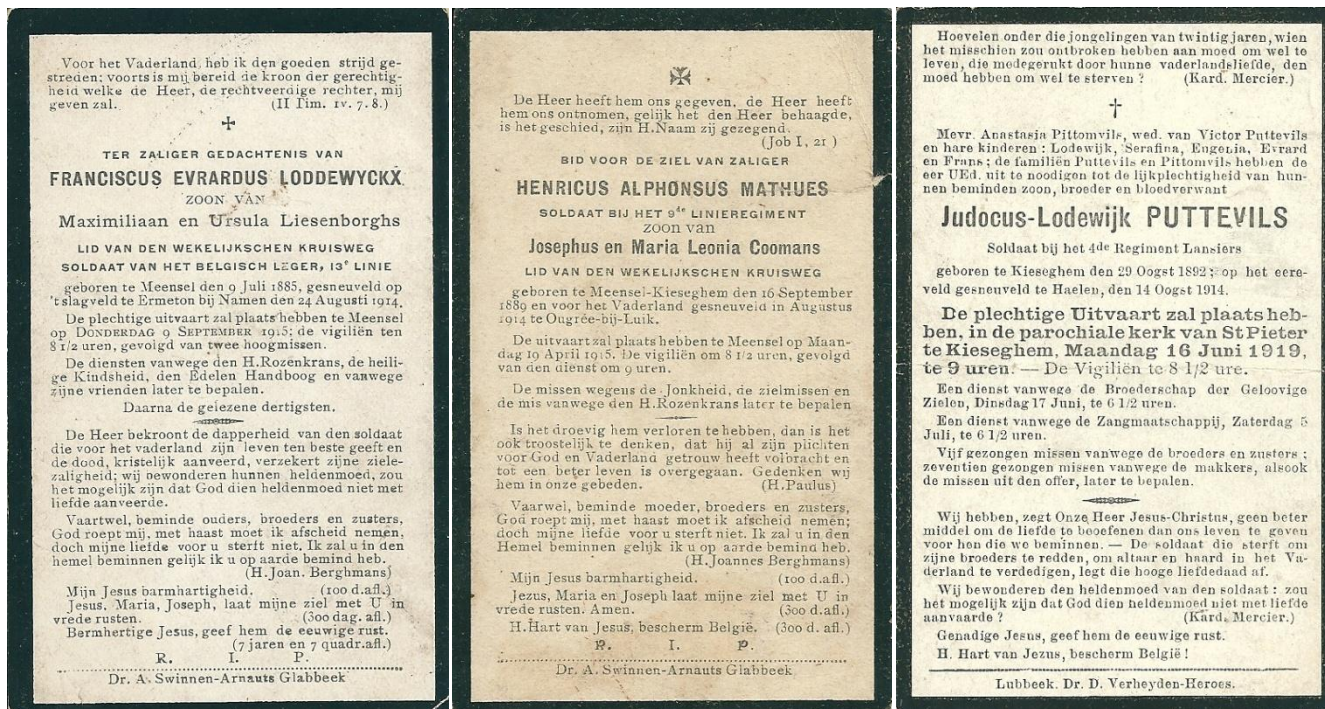 Voor het Vaderland heb ik den goeden strijd ge-
streden; voorts is mij bereid de kroon der gerechtig-
heid welke de Heer, de rechtveerdige rechter, mij
geven zal. (II Tim. IV. 7.8.)
TER ZALIGER GEDACHTENIS VAN
FRANCISCUS EVRARDUS LODDEWYCKX
ZOON VAN
Maximiliaan en Ursula Liesenborghs
LID VAN DEN WEKELIJKSCHEN KRUISWEG
SOLDAAT VAN HET BELGISCH LEGER, 13e LINIE
geboren te Meensel den 9 Juli 1885, gesneuveld op
't slagveld te Ermeton bij Namen den 24 Augusti 1914.
De plechtige uitvaart zal plaats hebben te Meensel
op DONDERDAG 9 SEPTEMBER 1915; de vigiliën ten
8 1/2 uren, gevolgd van twee hoogmissen.
De diensten vanwege den H.Rozenkrans, de heili-
ge Kindsheid, den Edelen Handboog en vanwege
zijne vrienden later te bepalen.
Daarna de gelezene dertigsten.
De Heer bekroont de dapperheid van den soldaat
die voor het vaderland zijn leven ten beste geeft en
de dood, kristelijk aanveerd, verzekert zijne ziele-
zaligheid; wij bewonderen hunnen heldenmoed, zou
het mogelijk zijn dat God dien heldenmoed niet met
liefde aanveerde.
Vaartwel, beminde ouders, broeders en zusters,
God roept mij, met haast moet ik afscheid nemen,
doch mijne liefde voor u sterft niet. Ik zal u in den
hemel beminnen gelijk ik u op aarde bemind heb.
(H.Joan. Berghmans)
Mijn Jesus barmhartigheid. (100 d.afl.)
Jesus, Maria, Joseph, laat mijne ziel met U in
vrede rusten. (300 dag. afl.)
Bermhertige Jesus, geef hem de eeuwige rust.
(7 jaren en 7 quadr.afl.)
R. I. P.
Dr. A. Swinnen-Arnauts Glabbeek
De Heer heeft hem ons gegeven, de Heer heeft
hem ons ontnomen, gelijk het den Heer behaagde,
is het geschied, zijn H.Naam zij gezegend.
(Job I, 21)
BID VOOR DE ZIEL VAN ZALIGER
HENRICUS ALPHONSUS MATHUES
SOLDAAT BIJ HET 9de LINIEREGIMENT
zoon van
Josephus en Maria Leonia Coomans
LID VAN DEN WEKELIJKSCHEN KRUISWEG
geboren te Meensel-Kieseghem den 16 September
1889 en voor het Vaderland gesneuveld in Augustus
1914 te Ougrée-bij-Luik.
De uitvaart zal plaats hebben te Meensel op Maan-
dag 19 April 1915. De vigiliën om 8 1/2 uren, gevolgd
van den dienst om 9 uren.
De missen wegens de Jonkheid, de zielmissen en
de mis vanwege den H.Rozenkrans later te bepalen
Is het droevig hem verloren te hebben, dan is het
ook troostelijk te denken, dat hij al zijn plichten
voor God en Vaderland getrouw heeft volbracht en
tot een beter leven is overgegaan. Gedenken wij
hem in onze gebeden. (H.Paulus)
Vaarwel, beminde moeder, broeders en zusters,
God roept mij, met haast moet ik afscheid nemen;
doch mijne liefde voor u sterft niet. Ik zal u in den
Hemel beminnen gelijk ik u op aarde bemind heb.
(H.Joannes Berghmans)
Mijn Jesus barmhartigheid. (100 d.afl.)
Jezus, Maria en Joseph laat mijne ziel met U in
vrede rusten. Amen. (300 d.afl.)
H.Hart van Jesus, bescherm België. (300 d. afl.)
R. I. P.
Dr. A. Swinnen-Arnauts Glabbeek
Hoevelen onder die jongelingen van twintig jaren, wien
het misschien zou ontbroken hebben aan moed om wel te
leven, die medegerukt door hunne vaderlandsliefde, den
moed hebben om wel te sterven ? (Kard. Mercier.)
Mevr. Anastasia Pittomvils, wed. van Victor Puttevils
en hare kinderen : Lodewijk, Serafina, Eugenia, Evrard
en Frans ; de familiën Puttevils en Pittomvils hebben de
eer UEd. uit te noodigen tot de lijkplechtigheid van hun-
nen beminden zoon, broeder en bloedverwant
Judocus-Lodewijk PUTTEVILS
Soldaat bij het 4de Regiment Lansiers
geboren te Kieseghem den 29 Oogst 1892 ; op het eere-
veld gesneuveld te Haelen, den 14 Oogst 1914.
De plechtige Uitvaart zal plaats heb-
ben, in de parochiale kerk van St Pieter
te Kieseghem, Maandag 16 Juni 1919,
te 9 uren. — De Vigiliën te 8 1/2 ure.
Een dienst vanwege de Broederschap der Geloovige
Zielen, Dinsdag 17 Juni, te 6 1/2 uren.
Een dienst vanwege de Zangmaatschappij, Zaterdag 5
Juli, te 6 1/2 uren.
Vijf gezongen missen vanwege de broeders en zusters ;
zeventien gezongen missen vanwege de makkers, alsook
de missen uit den offer, later te bepalen.
Wij hebben, zegt Onze Heer Jesus-Christus, geen beter
middel om de liefde te beoefenen dan ons leven te geven
voor hen die we beminnen. — De soldaat die sterft om
zijne broeders te redden, om altaar en haard in het Va-
derland te verdedigen, legt die hooge liefdedaad af.
Wij bewonderen den heldenmoed van den soldaat : zou
het mogelijk zijn dat God dien heldenmoed niet met liefde
aanvaarde ? (Kard. Mercier.)
Genadige Jesus, geef hem de eeuwige rust.
H. Hart van Jezus, bescherm België !
Lubbeek. Dr. D. Verheyden-Heroes.